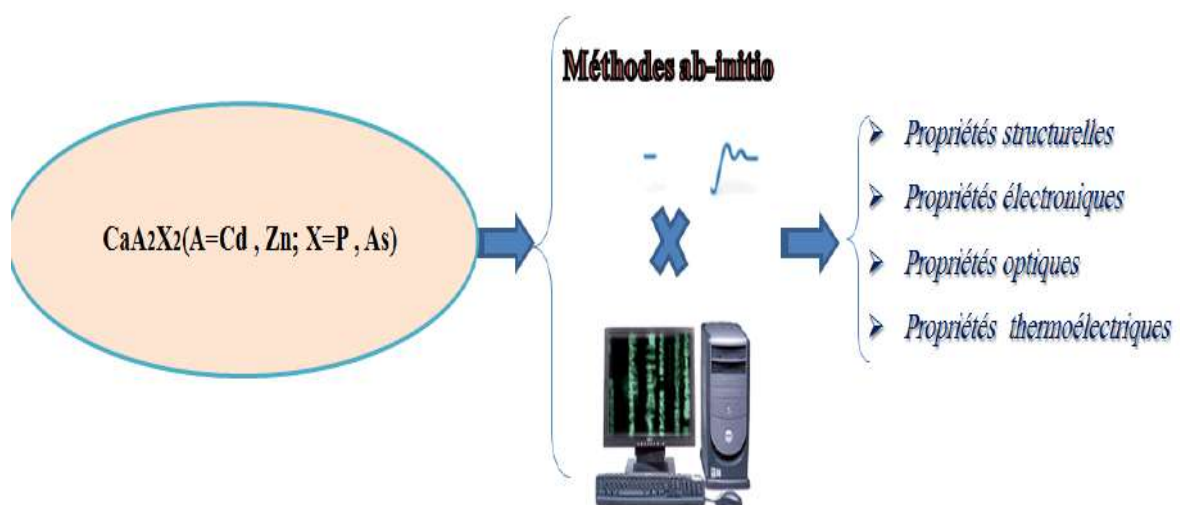 Méthodes ab-initio
CaA2X2(A=Cd , Zn; X=P , As)
➢ Propriétés structurelles
➢ Propriétés électroniques
➢ Propriétés optiques
➢ Propriétés thermoélectriques